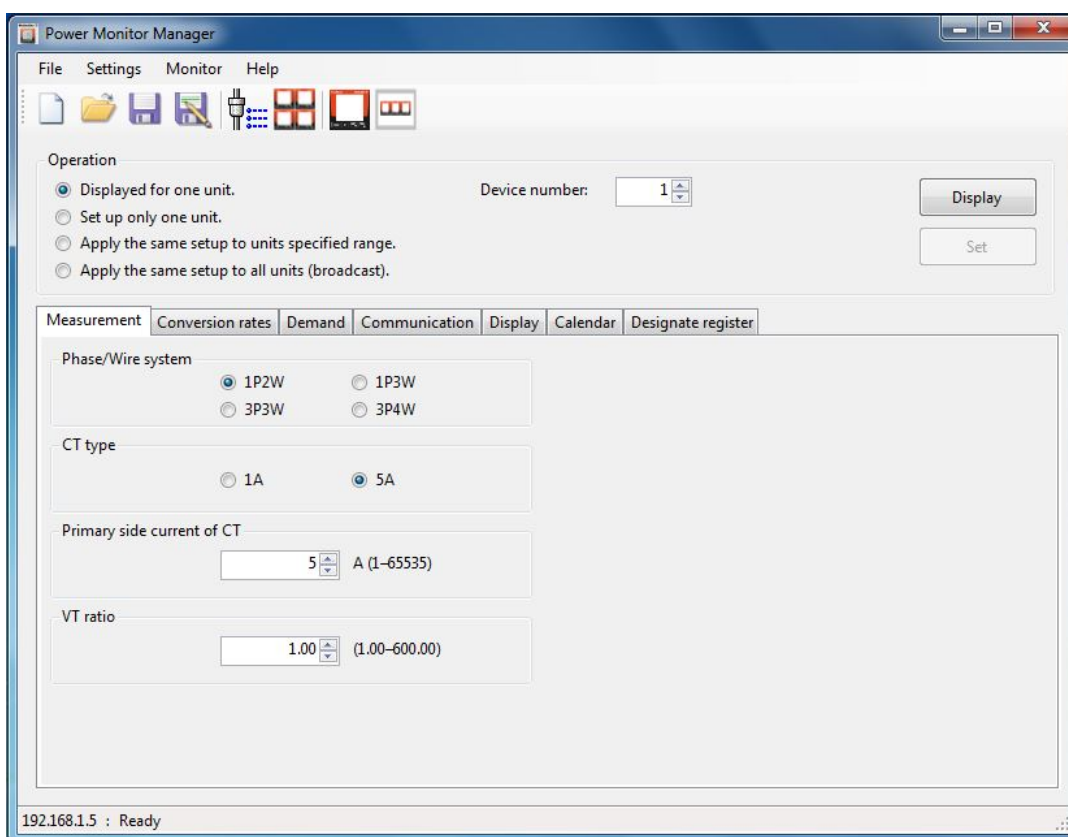 Power Monitor Manager
File Settings Monitor Help
Operation
Displayed for one unit. Device number: 1 Display
Set up only one unit.
Apply the same setup to units specified range. Set
Apply the same setup to all units (broadcast).
Measurement Conversion rates Demand Communication Display Calendar Designate register
Phase/Wire system
1P2W 1P3W
3P3W 3P4W
CT type
1A 5A
Primary side current of CT
5 A (1–65535)
VT ratio
1.00 (1.00–600.00)
192.168.1.5 : Ready